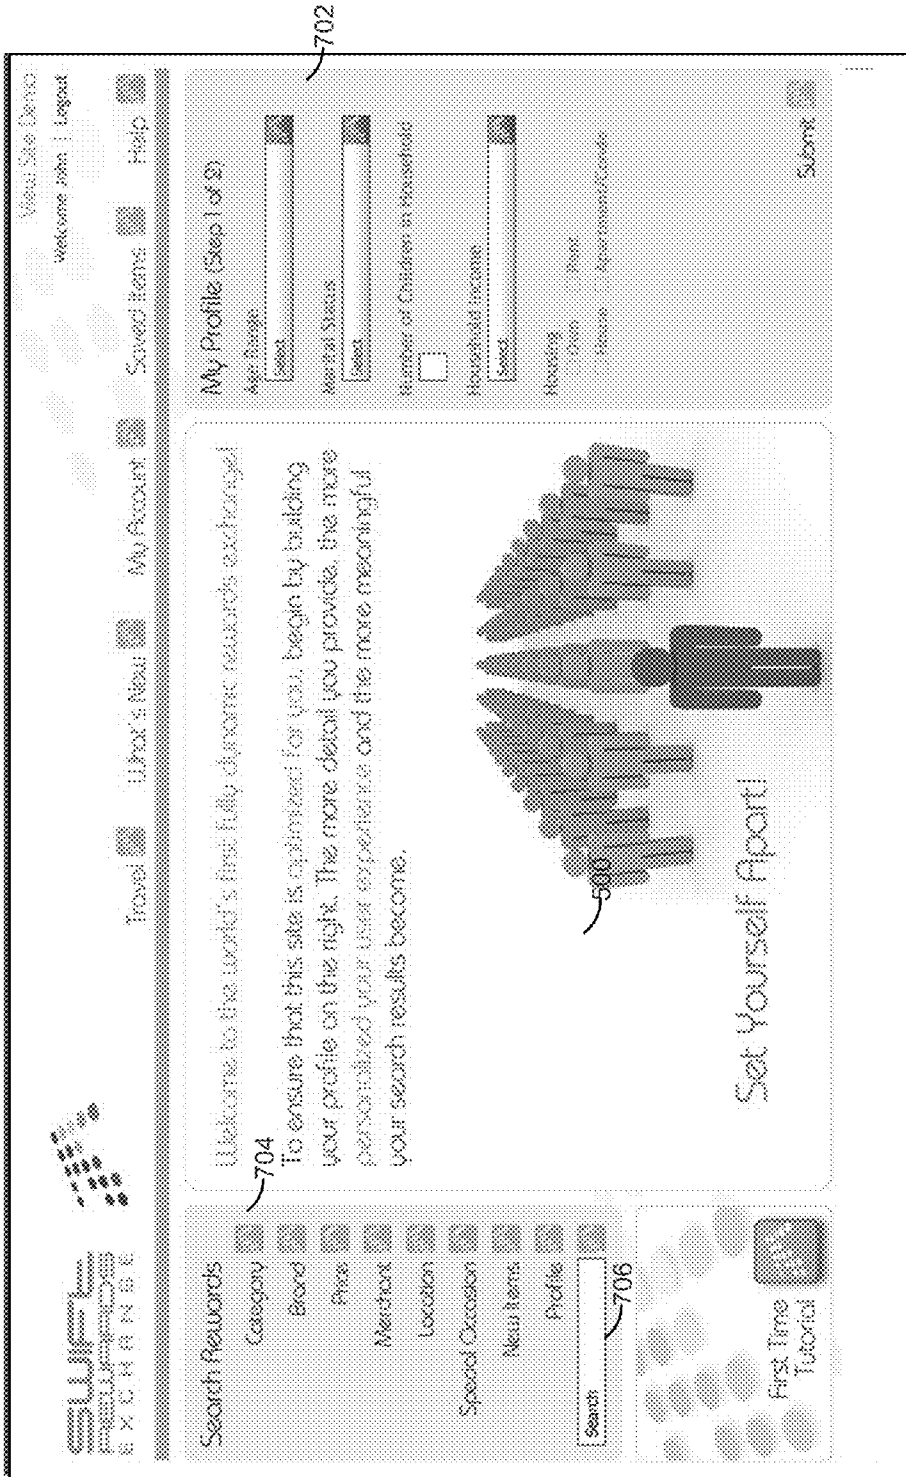 View Site Demo
Welcome John | Logout
SWIFT
REWARDS
EXCHANGE
Travel
What's New
My Account
Saved Items
Help
Search Rewards
Category
Brand
Price
Merchant
Location
Special Occasion
New Items
Profile
Search
706
704
First Time
Tutorial
Welcome to the world's first fully dynamic rewards exchange!
To ensure that this site is optimized for you, begin by building
your profile on the right. The more detail you provide, the more
personalized your user experience and the more meaningful
your search results become.
500
Set Yourself Apart!
702
My Profile (Step 1 of 2)
Age Range
Select
Marital Status
Select
Number of Children in Household
Household Income
Select
Housing
Own Rent
House Apartment/Condo
Submit